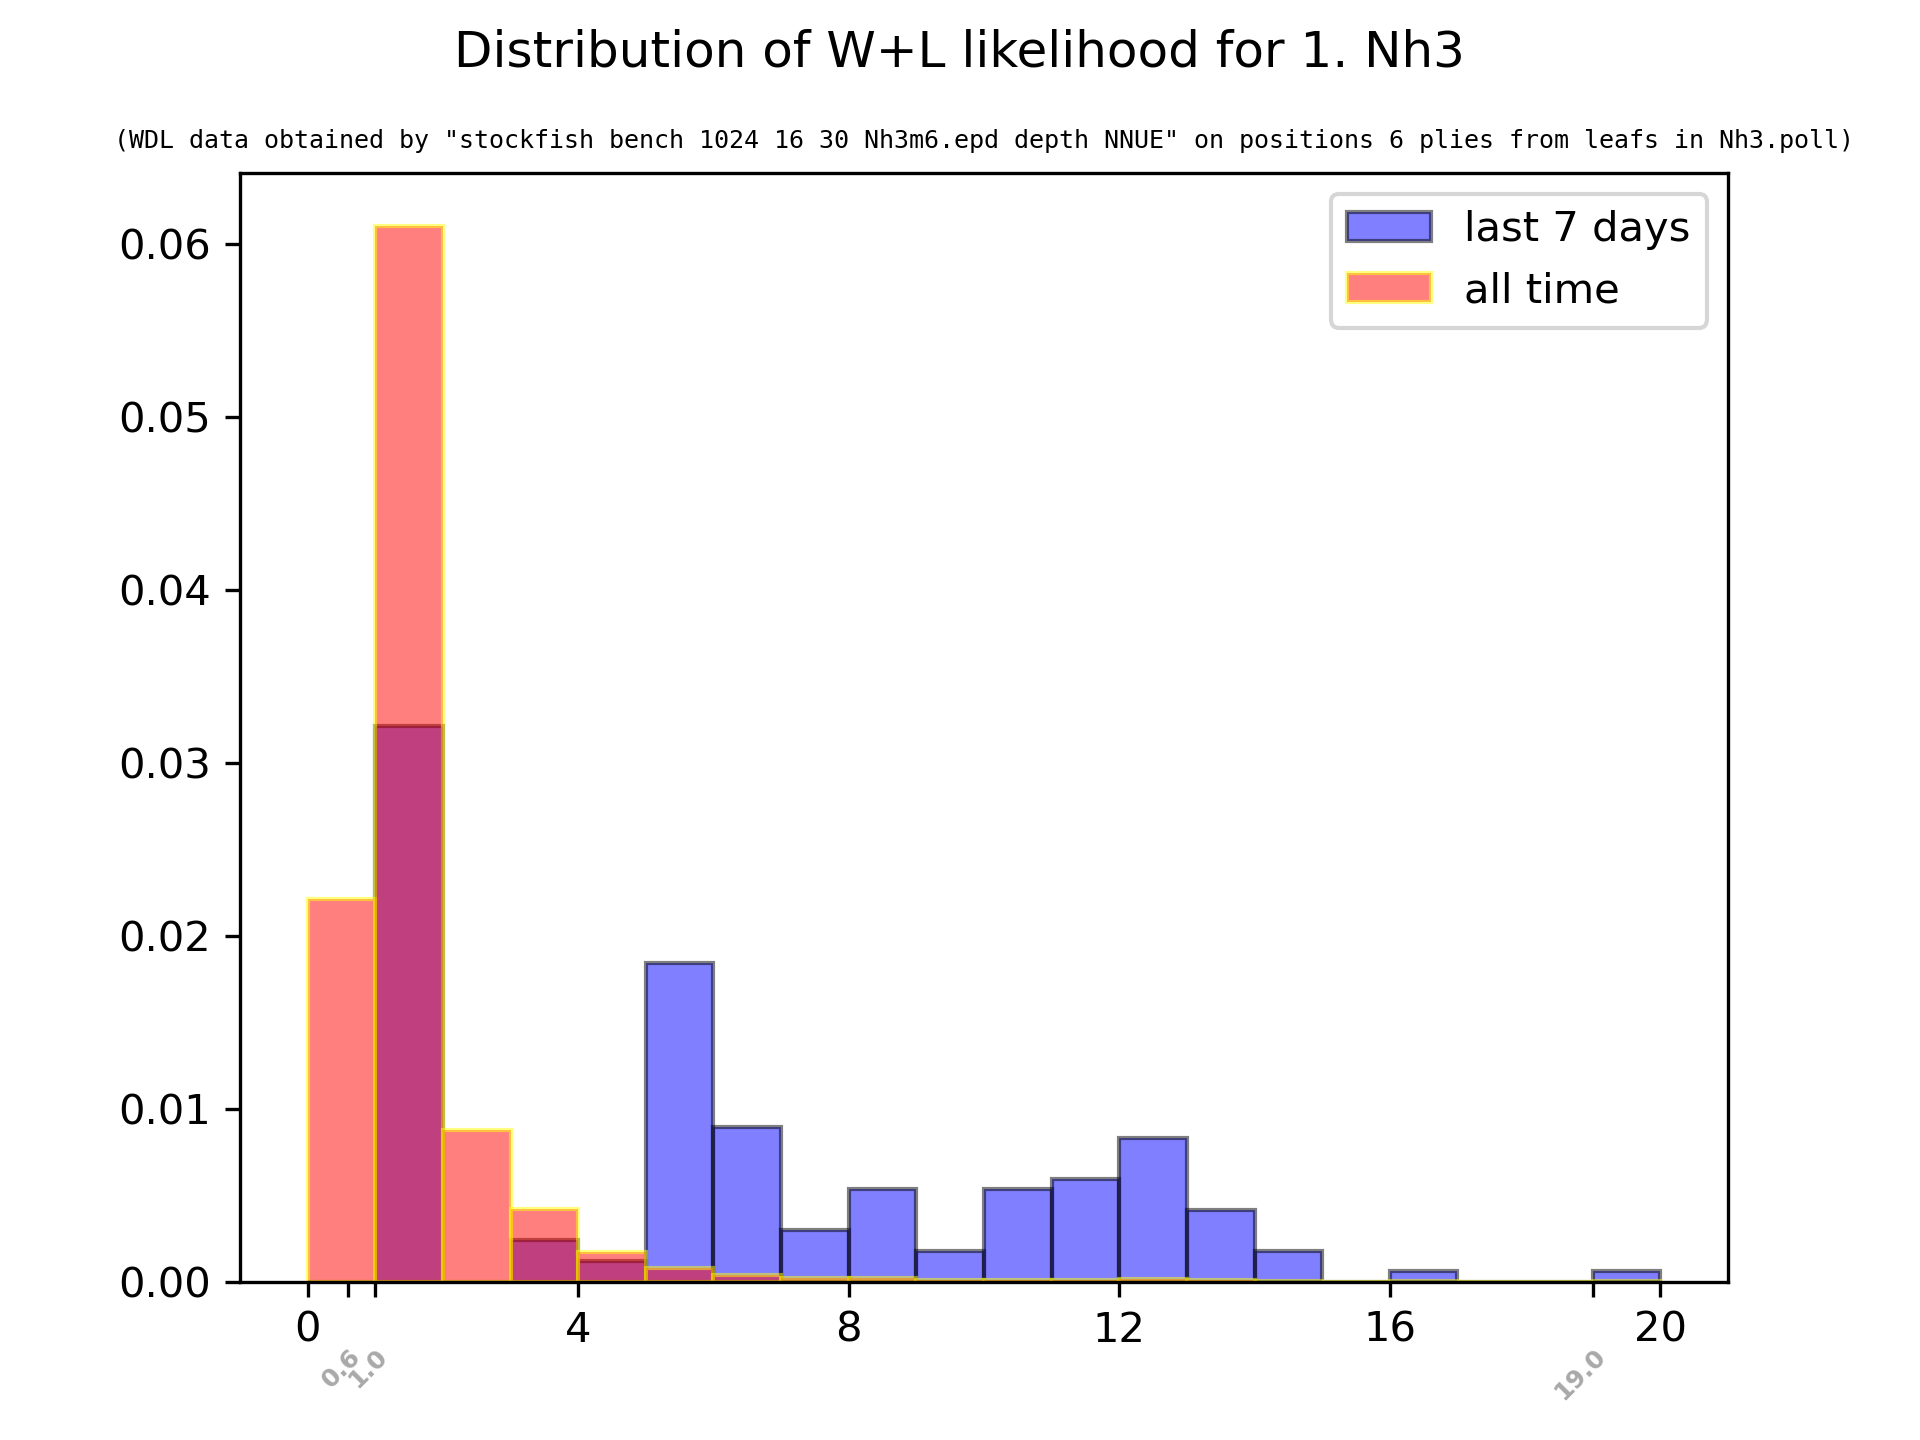 Distribution of W+L likelihood for 1. Nh3
(WDL data obtained by "stockfish bench 1024 16 30 Nh3m6.epd depth NNUE" on positions 6 plies from leafs in Nh3.poll)
last 7 days
all time
0.06
0.05
0.04
0.03
0.02
0.01
0.00
0 4 8 12 16 20
0.6 1.0 19.0